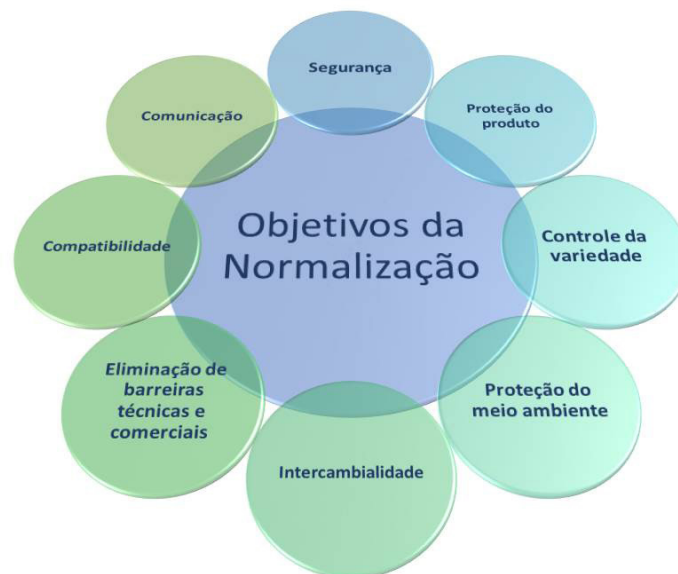 Objetivos da
Normalização
Segurança
Proteção do
produto
Controle da
variedade
Proteção do
meio ambiente
Intercambialidade
Eliminação de
barreiras
técnicas e
comerciais
Compatibilidade
Comunicação